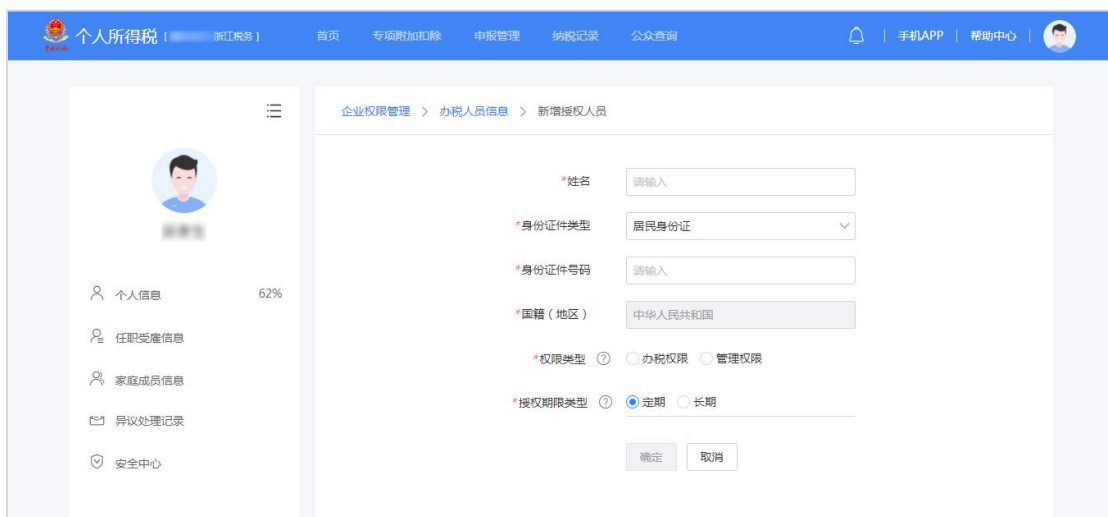 个人所得税 [ 浙江税务 ] 首页 专项附加扣除 申报管理 纳税记录 公众查询 | 手机APP | 帮助中心 |
企业权限管理 > 办税人员信息 > 新增授权人员
*姓名 请输入
*身份证件类型 居民身份证
*身份证件号码 请输入
*国籍（地区） 中华人民共和国
*权限类型 ? 办税权限 管理权限
*授权期限类型 ? 定期 长期
确定 取消
个人信息 62%
任职受雇信息
家庭成员信息
异议处理记录
安全中心